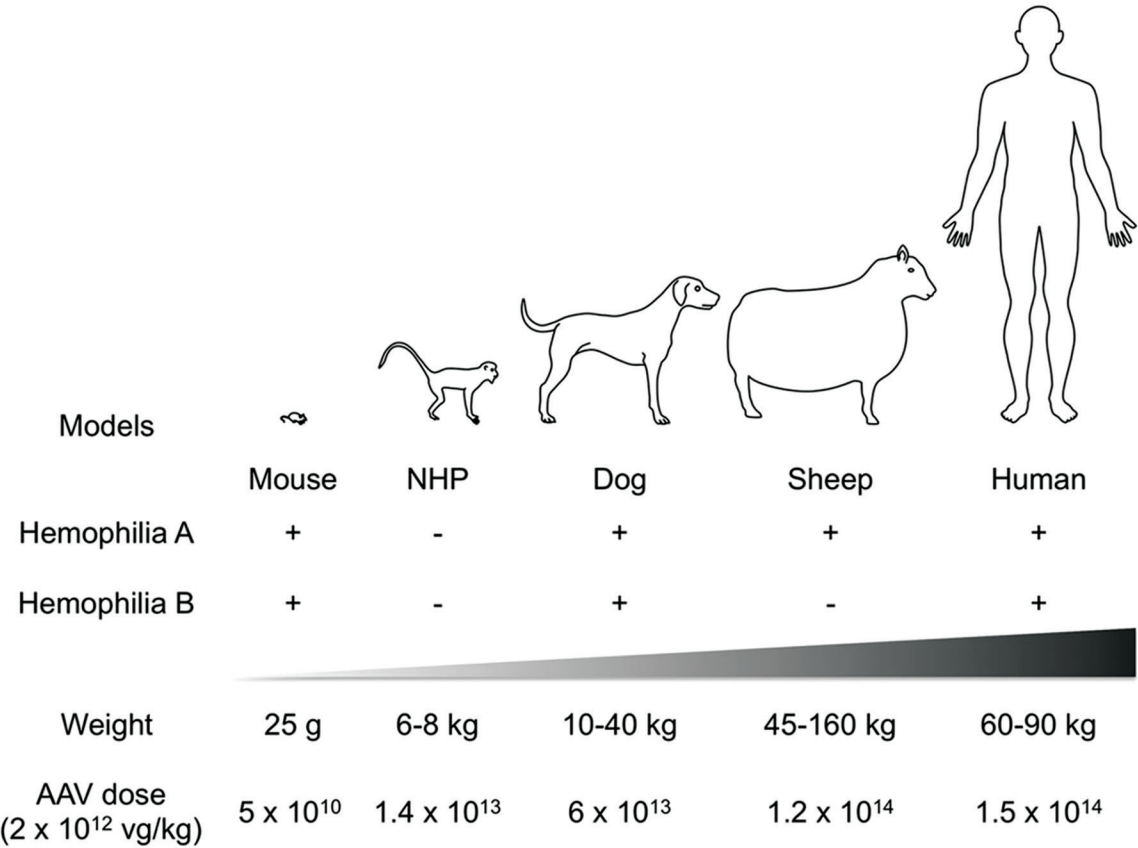 Models
Mouse NHP Dog Sheep Human
Hemophilia A + - + + +
Hemophilia B + - + - +
Weight 25 g 6-8 kg 10-40 kg 45-160 kg 60-90 kg
AAV dose
(2 x 10¹² vg/kg) 5 x 10¹⁰ 1.4 x 10¹³ 6 x 10¹³ 1.2 x 10¹⁴ 1.5 x 10¹⁴